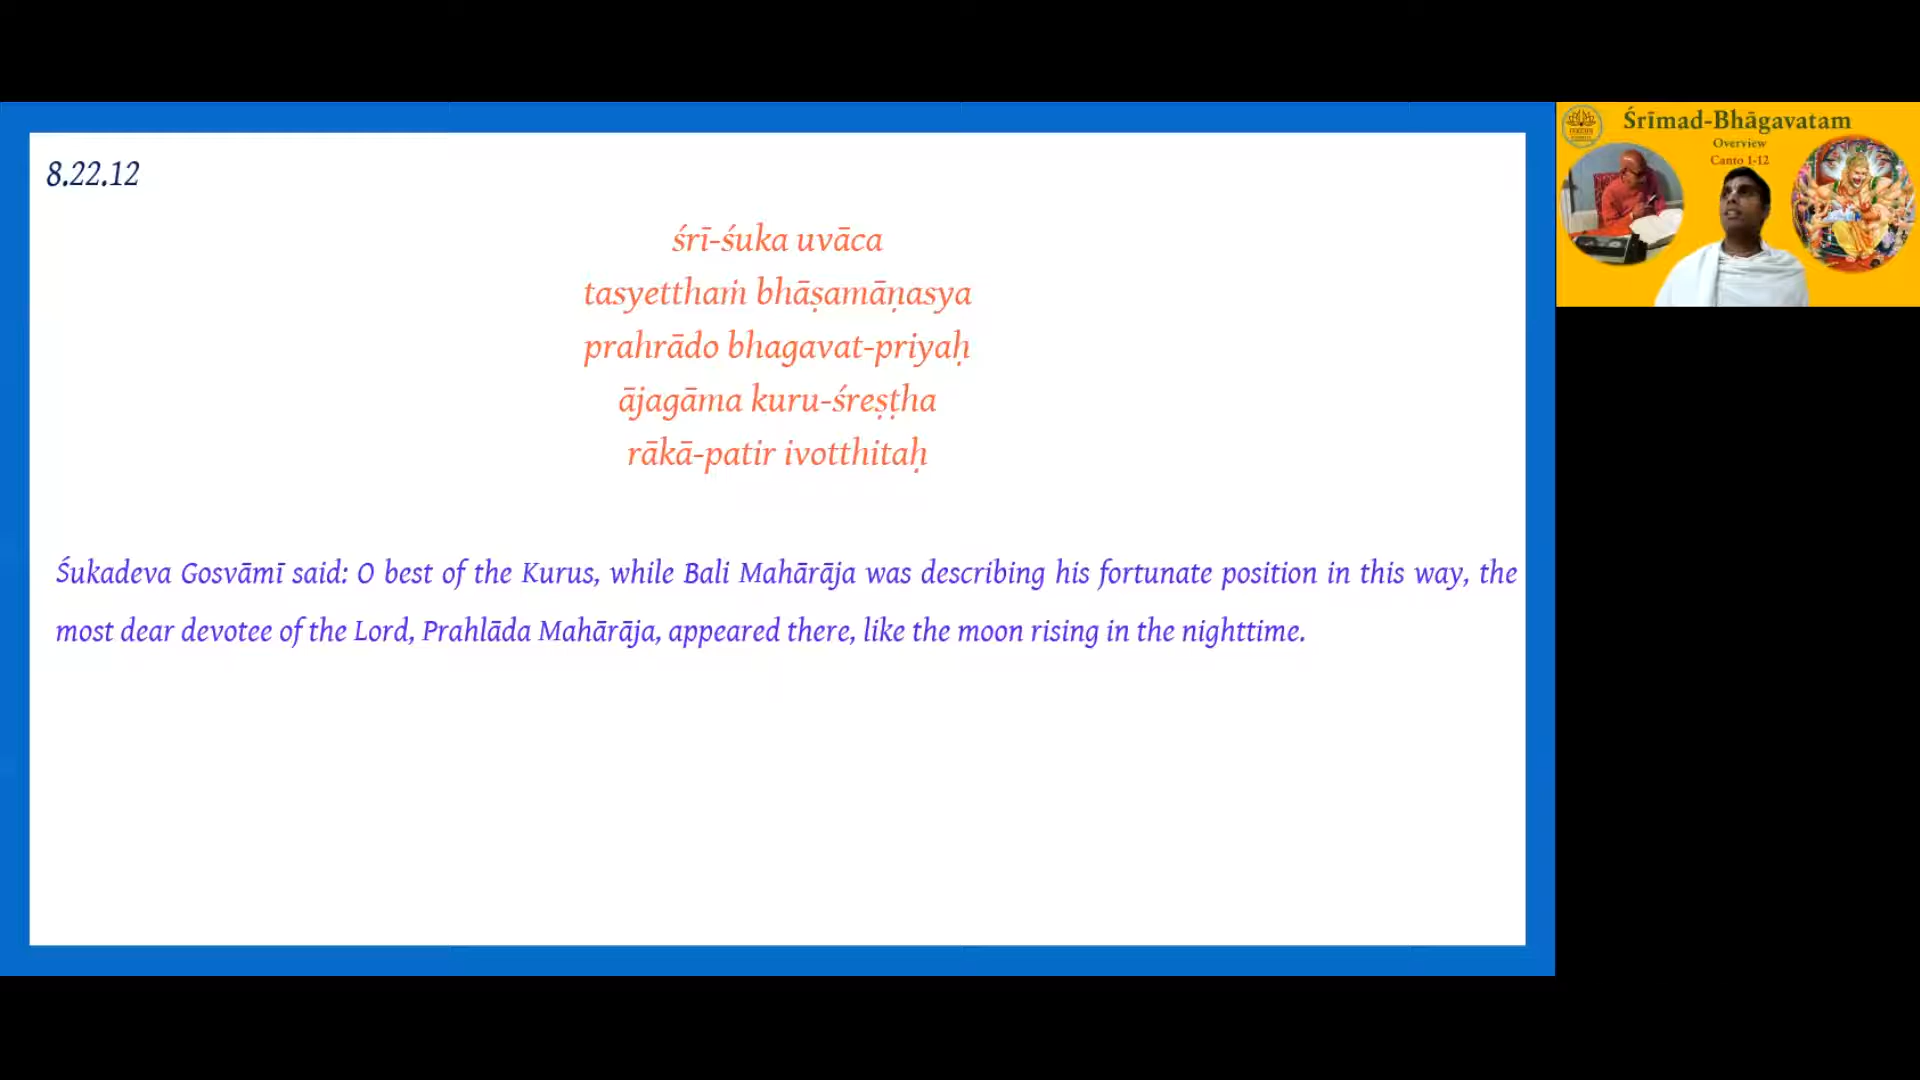 8.22.12
śrī-śuka uvāca
tasyetthaṁ bhāṣamāṇasya
prahrādo bhagavat-priyaḥ
ājagāma kuru-śreṣṭha
rākā-patir ivotthitaḥ
Śukadeva Gosvāmī said: O best of the Kurus, while Bali Mahārāja was describing his fortunate position in this way, the
most dear devotee of the Lord, Prahlāda Mahārāja, appeared there, like the moon rising in the nighttime.
Śrīmad-Bhāgavatam
Overview
Canto 1-12